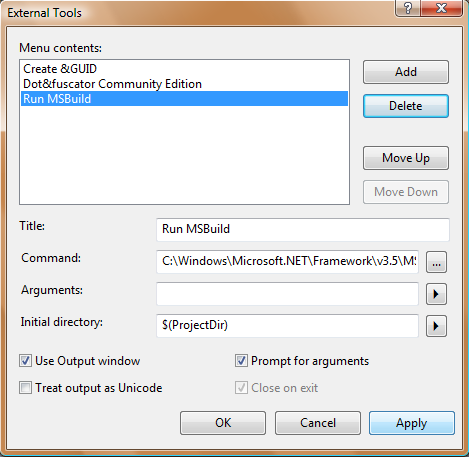 External Tools
Menu contents:
Create &GUID
Dot&fuscator Community Edition
Run MSBuild
Add
Delete
Move Up
Move Down
Title:
Run MSBuild
Command:
C:\Windows\Microsoft.NET\Framework\v3.5\MS
...
Arguments:
Initial directory:
$(ProjectDir)
Use Output window
Prompt for arguments
Treat output as Unicode
Close on exit
OK
Cancel
Apply